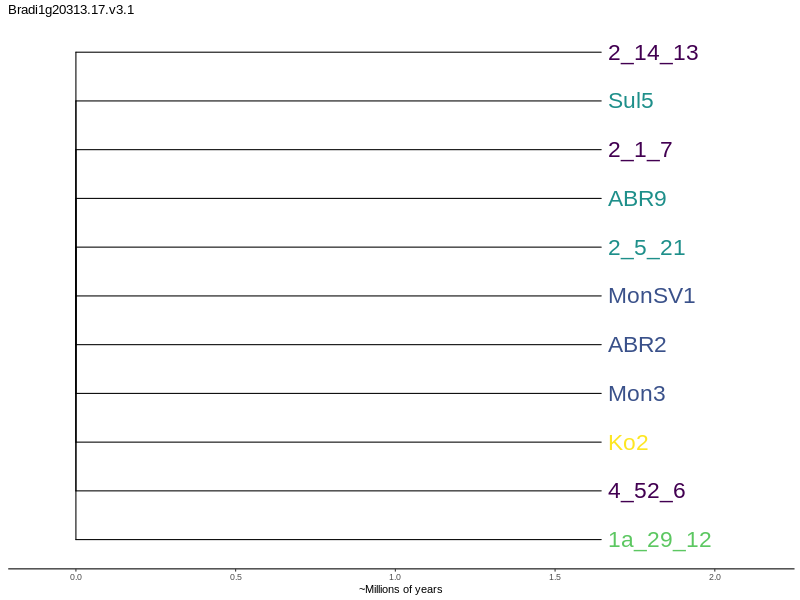 Bradi1g20313.17.v3.1
2_14_13
Sul5
2_1_7
ABR9
2_5_21
MonSV1
ABR2
Mon3
Ko2
4_52_6
1a_29_12
0.0 0.5 1.0 1.5 2.0
~Millions of years